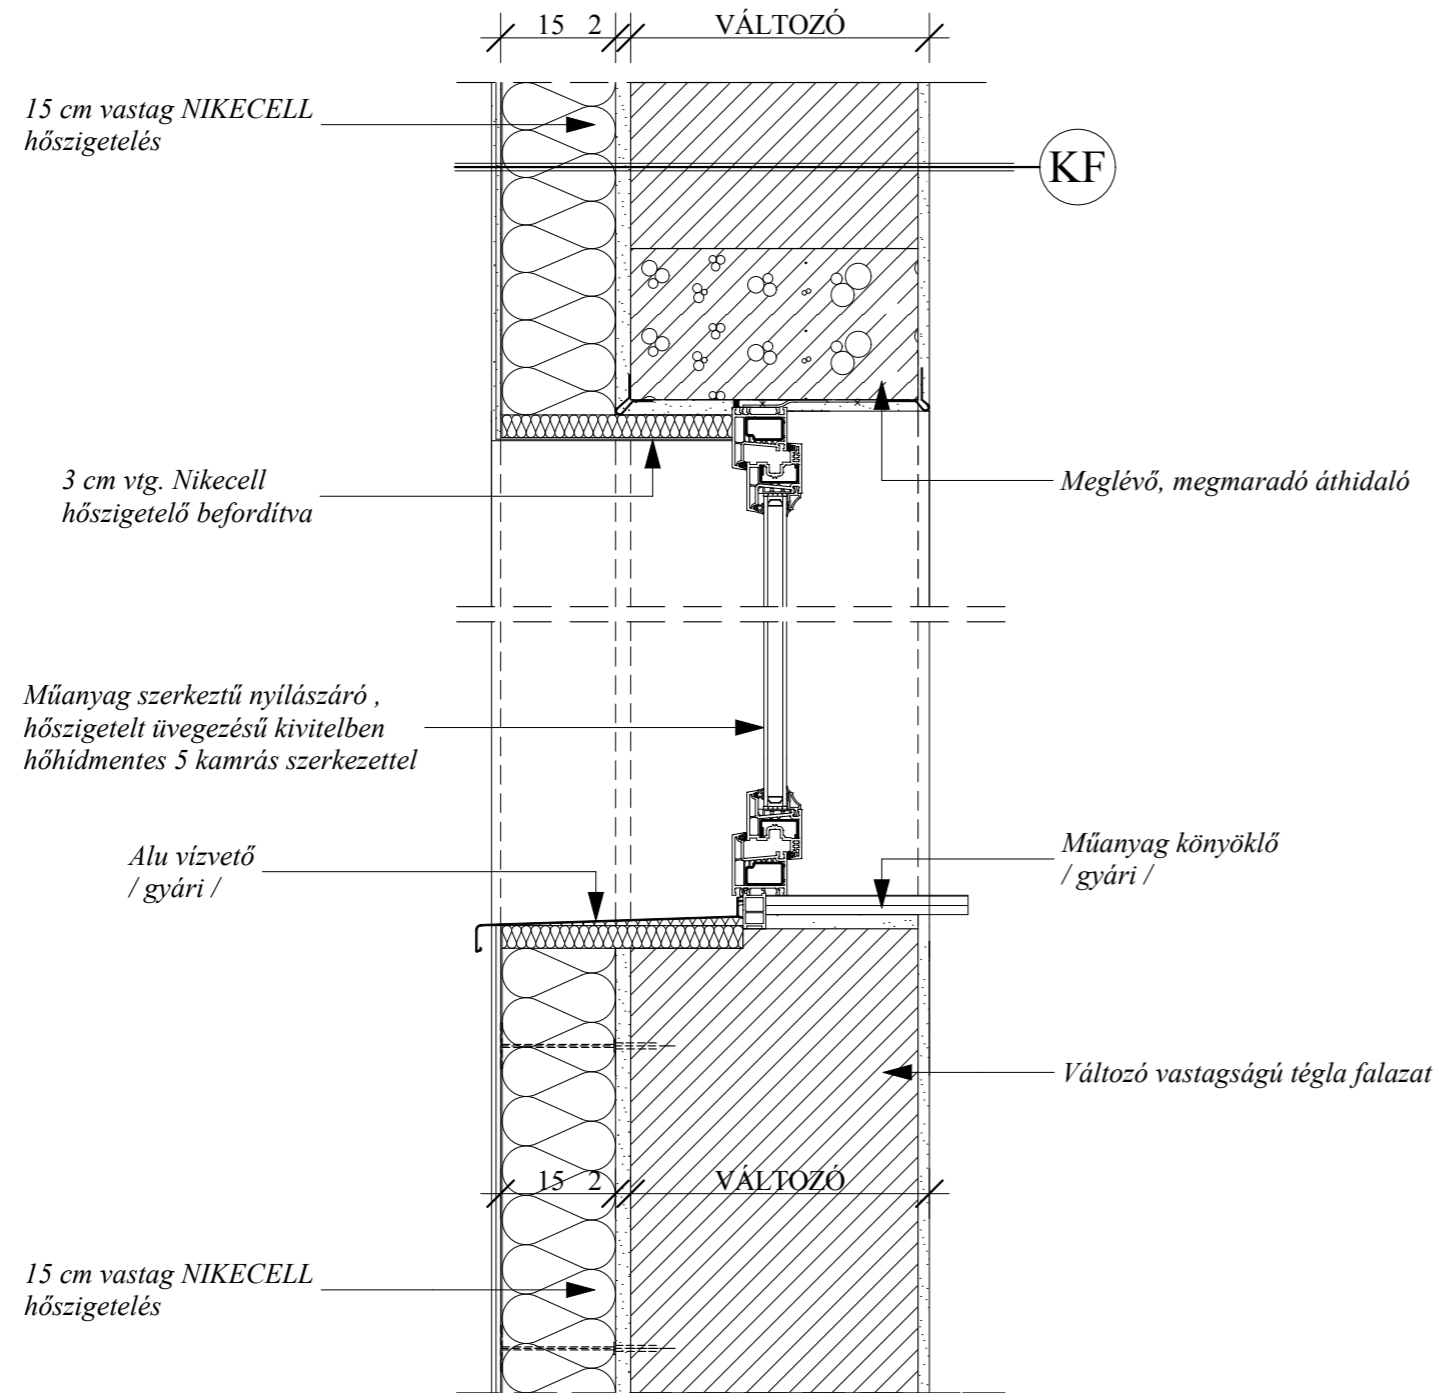 15 2 VÁLTOZÓ
15 cm vastag NIKECELL
hőszigetelés
KF
3 cm vtg. Nikecell
hőszigetelő befordítva
Meglévő, megmaradó áthidaló
Műanyag szerkeztű nyílászáró ,
hőszigetelt üvegezésű kivitelben
hőhídmentes 5 kamrás szerkezettel
Alu vízvető
/ gyári /
Műanyag könyöklő
/ gyári /
Változó vastagságú tégla falazat
15 2 VÁLTOZÓ
15 cm vastag NIKECELL
hőszigetelés